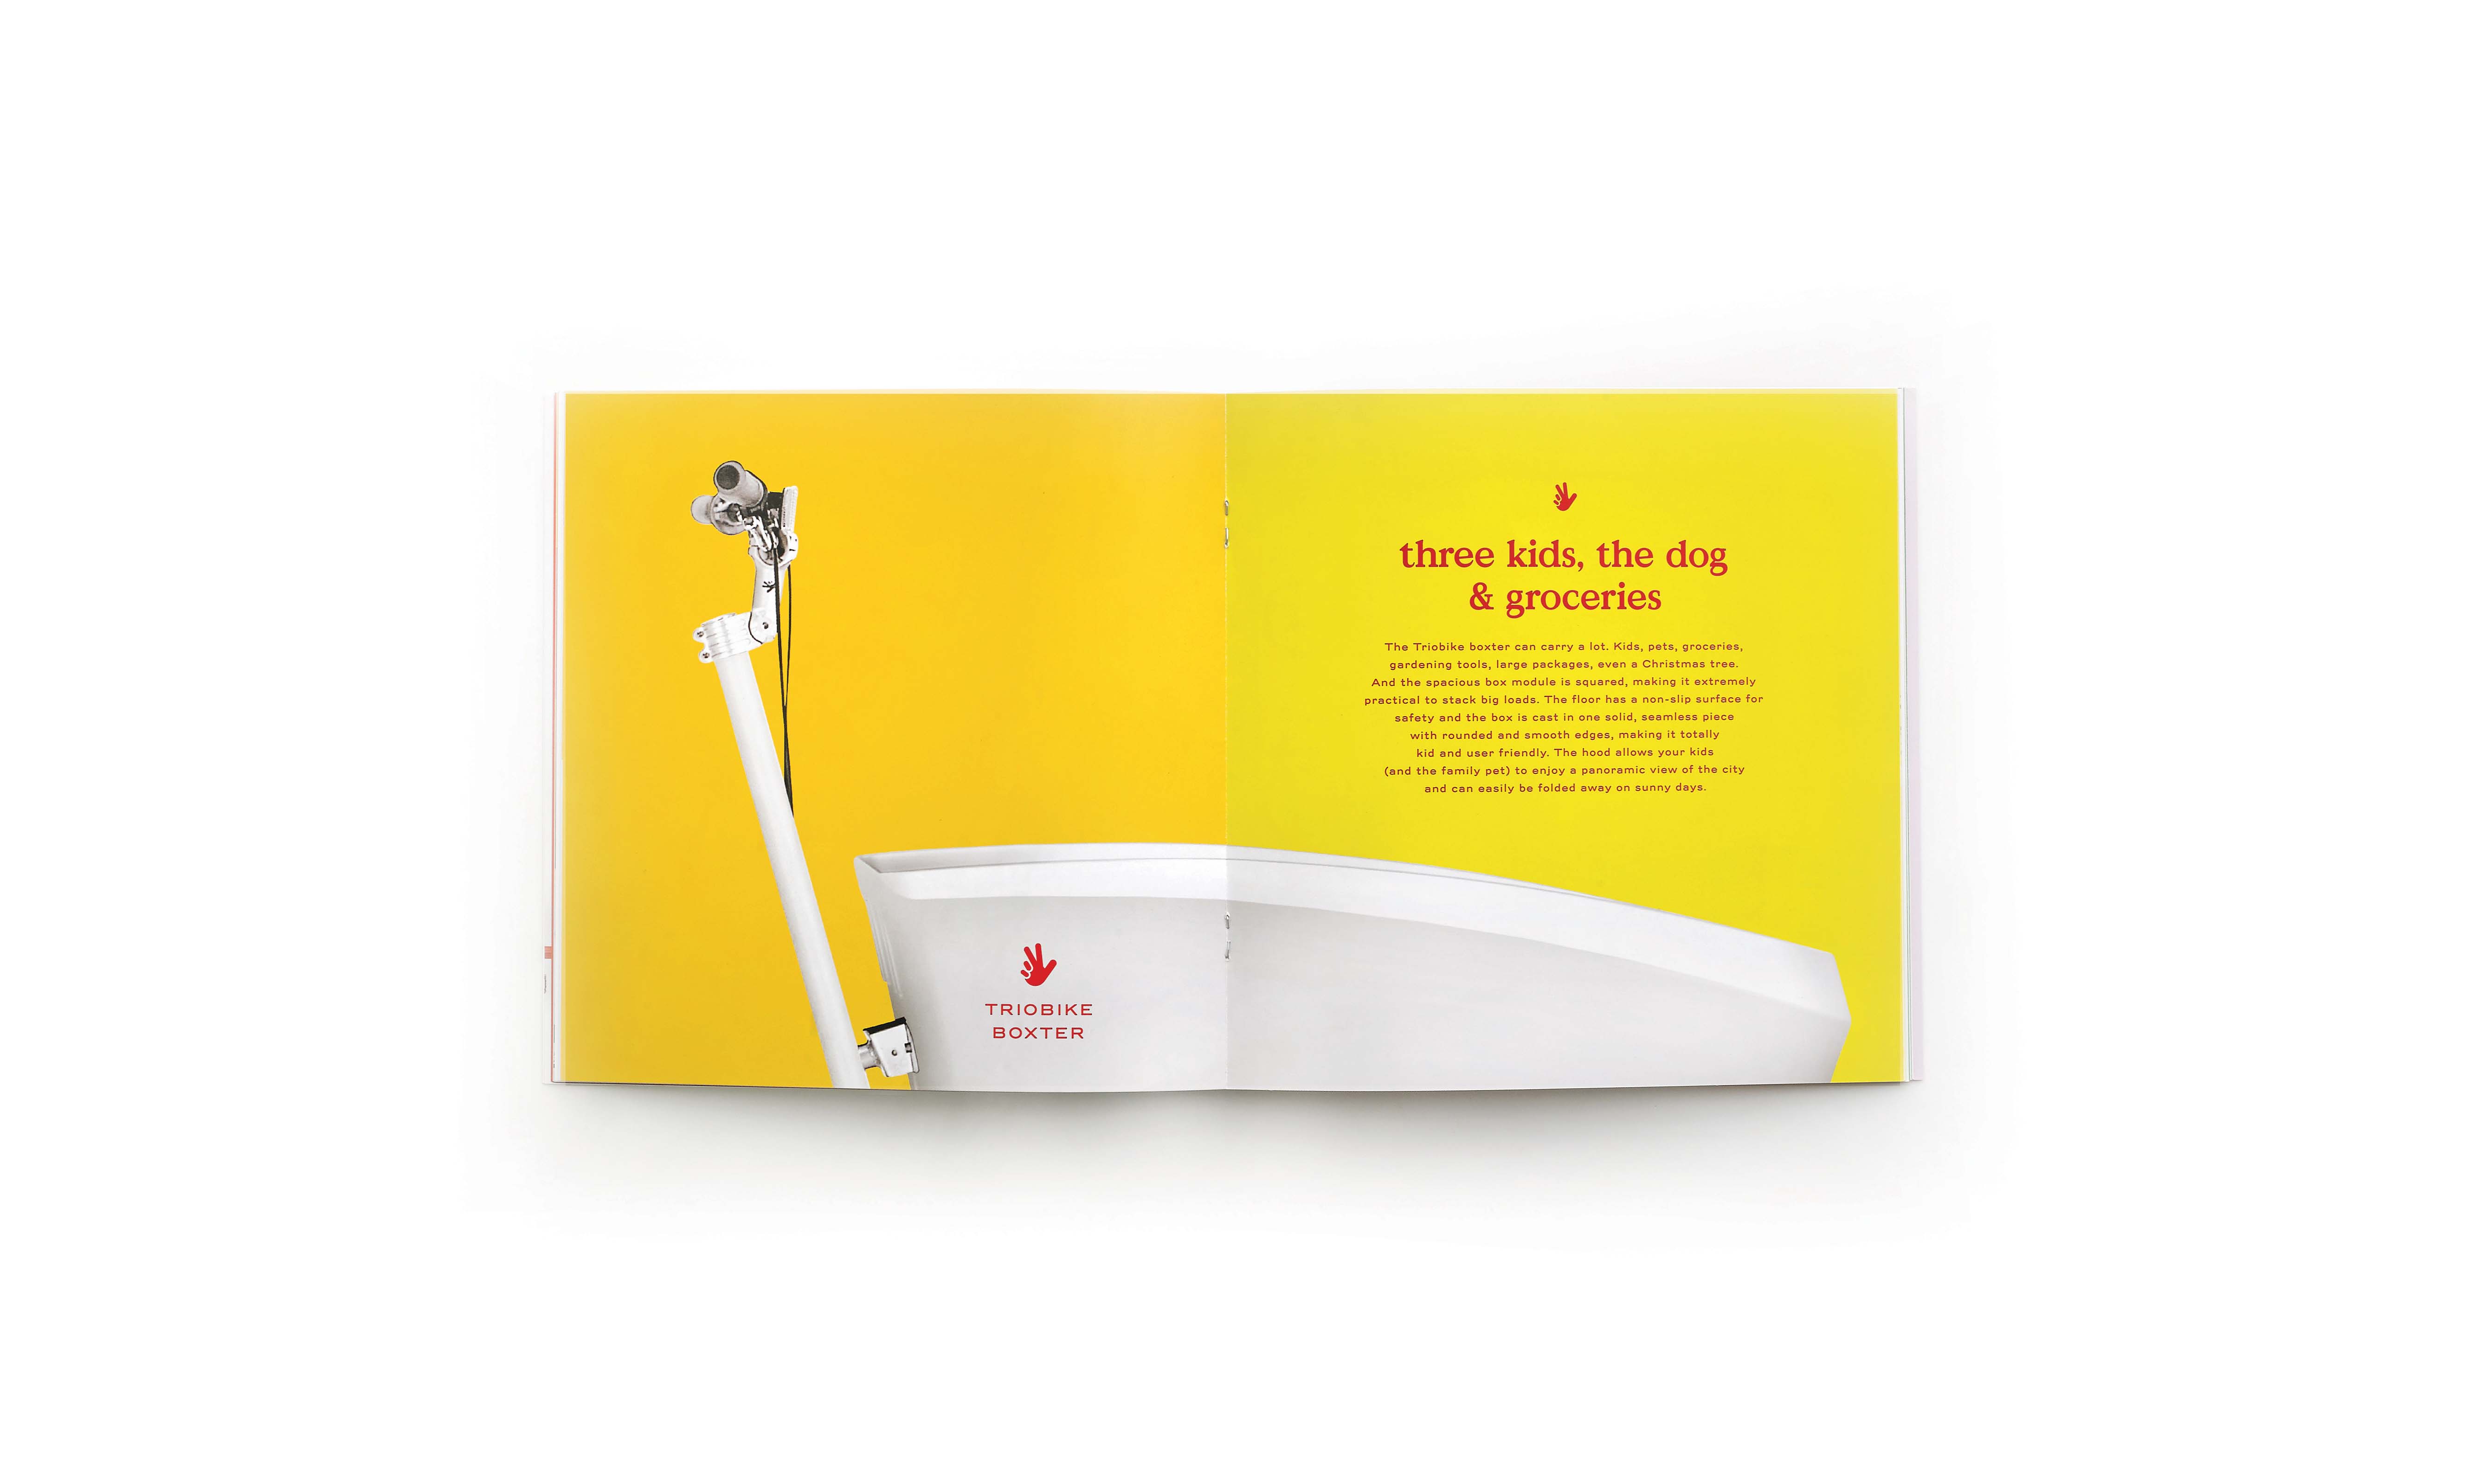 three kids, the dog
& groceries
The Triobike boxter can carry a lot. Kids, pets, groceries,
gardening tools, large packages, even a Christmas tree.
And the spacious box module is squared, making it extremely
practical to stack big loads. The floor has a non-slip surface for
safety and the box is cast in one solid, seamless piece
with rounded and smooth edges, making it totally
kid and user friendly. The hood allows your kids
(and the family pet) to enjoy a panoramic view of the city
and can easily be folded away on sunny days.
TRIOBIKE
BOXTER